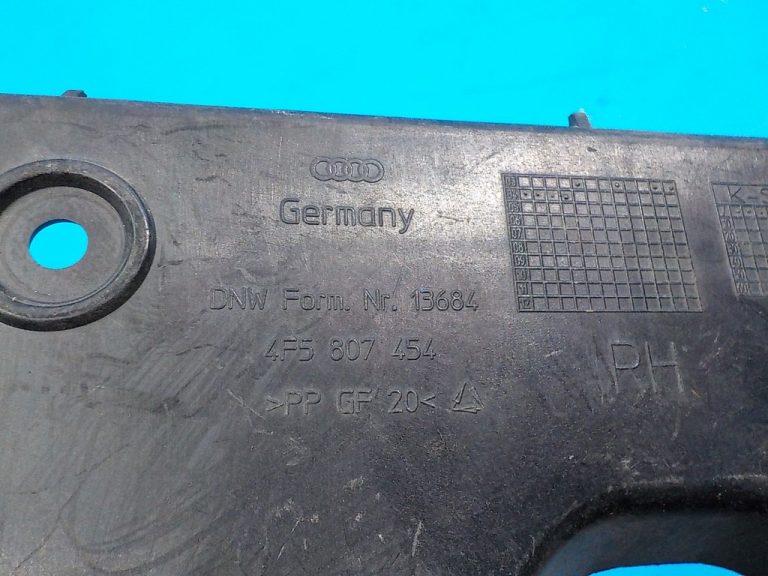 Germany
DNW Form. Nr. 13684
4F5 807 454
>PP GF 20<
RH
K-S